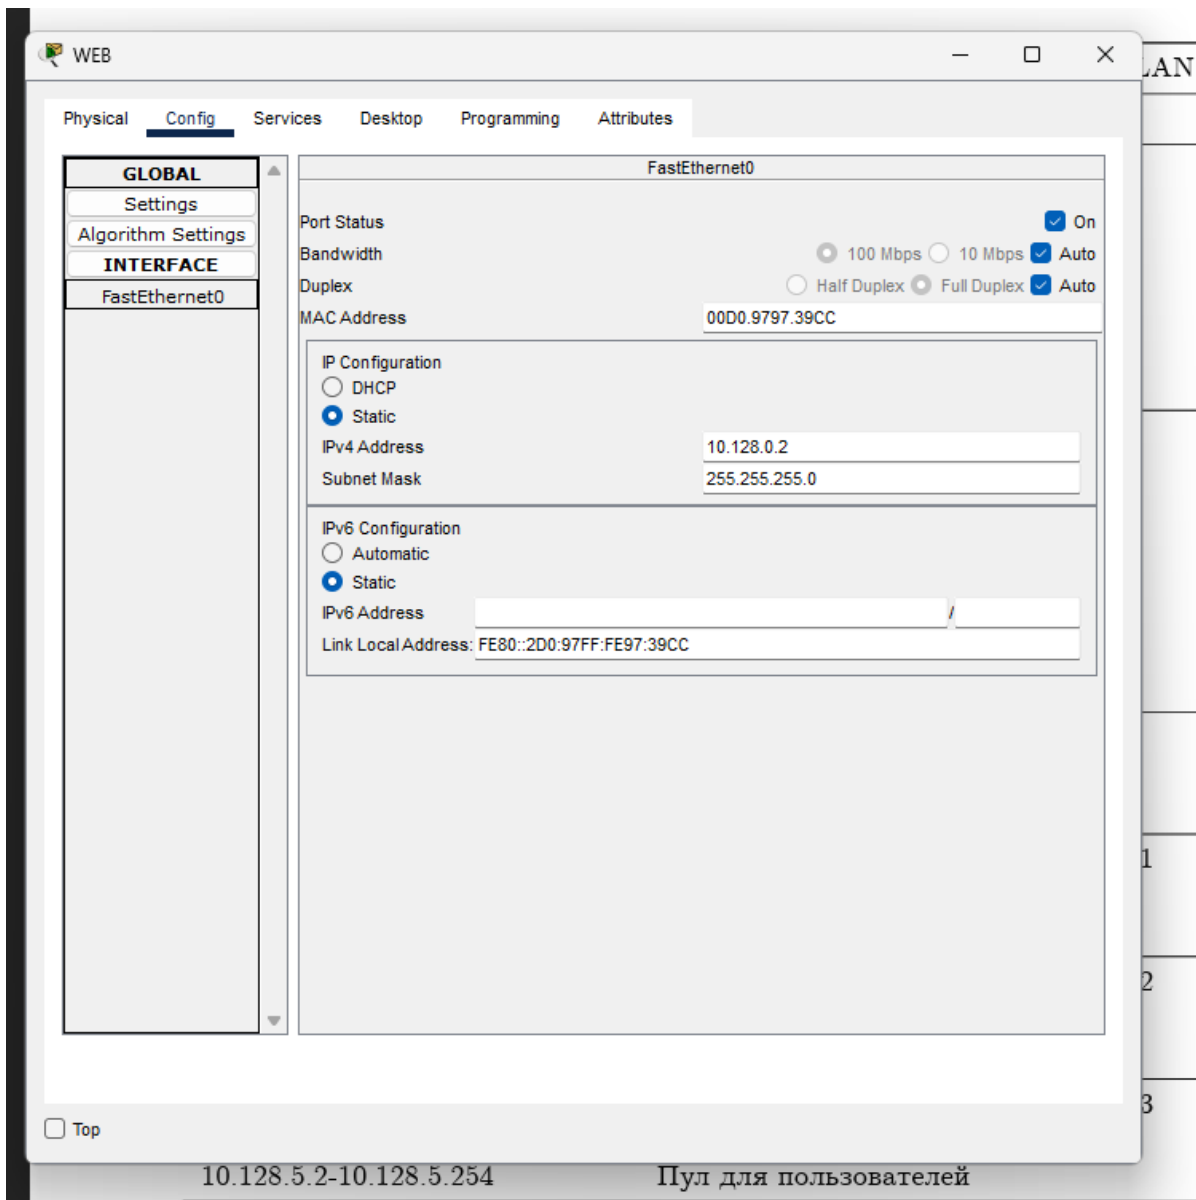 WEB
LAN
Physical Config Services Desktop Programming Attributes
GLOBAL
Settings
Algorithm Settings
INTERFACE
FastEthernet0
FastEthernet0
Port Status On
Bandwidth 100 Mbps 10 Mbps Auto
Duplex Half Duplex Full Duplex Auto
MAC Address 00D0.9797.39CC
IP Configuration
DHCP
Static
IPv4 Address 10.128.0.2
Subnet Mask 255.255.255.0
IPv6 Configuration
Automatic
Static
IPv6 Address /
Link Local Address: FE80::2D0:97FF:FE97:39CC
1
2
3
Top
10.128.5.2-10.128.5.254 Пул для пользователей